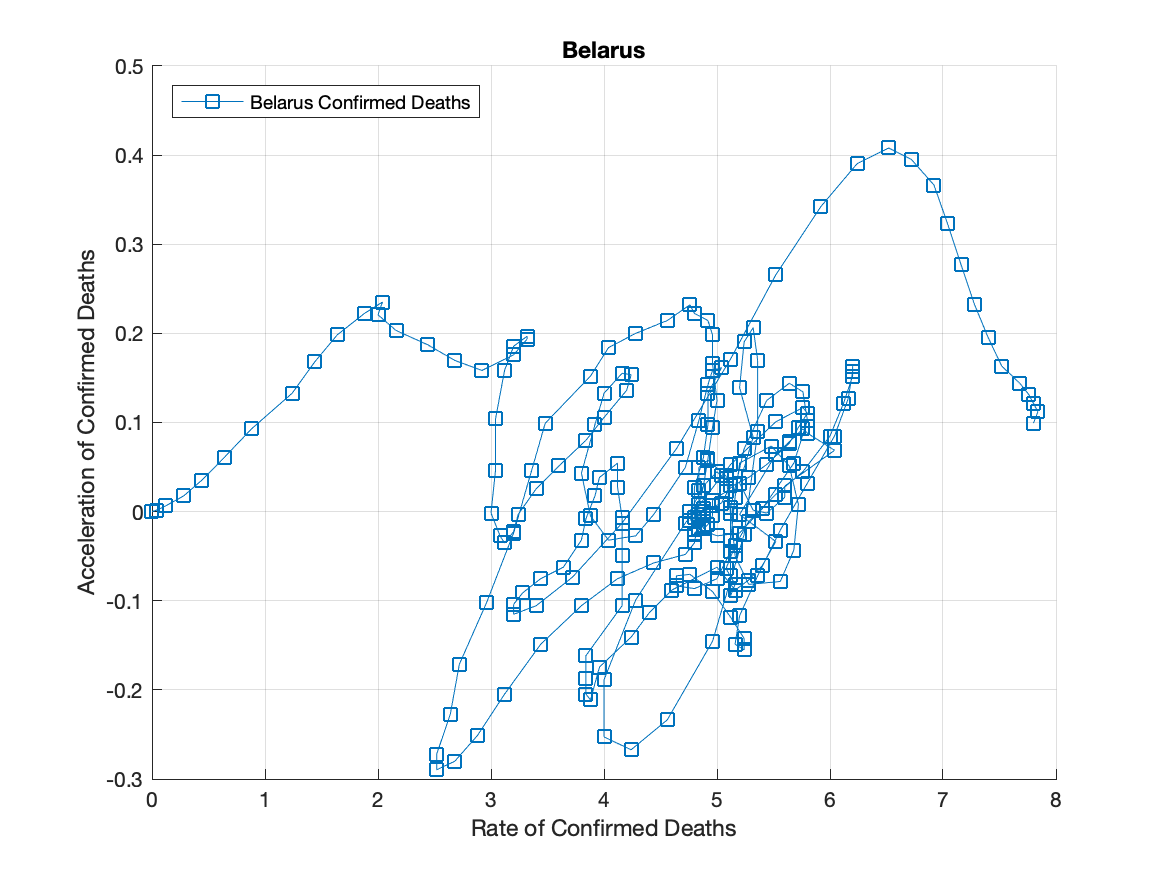 Belarus
Belarus Confirmed Deaths
Acceleration of Confirmed Deaths
0.5
0.4
0.3
0.2
0.1
0
-0.1
-0.2
-0.3
0 1 2 3 4 5 6 7 8
Rate of Confirmed Deaths